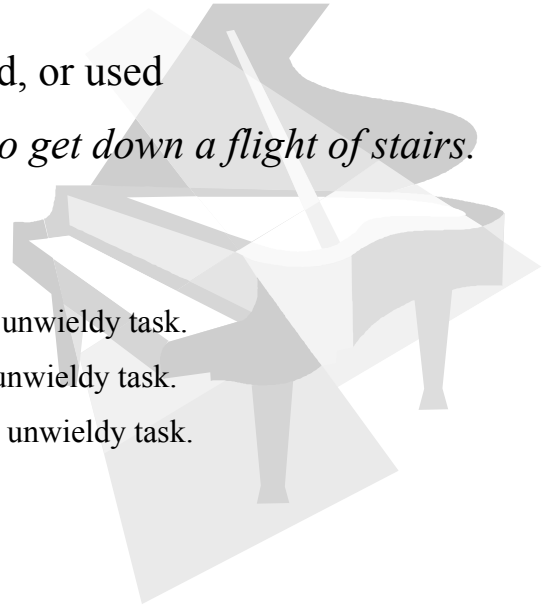 d, or used
o get down a flight of stairs.
unwieldy task.
unwieldy task.
unwieldy task.